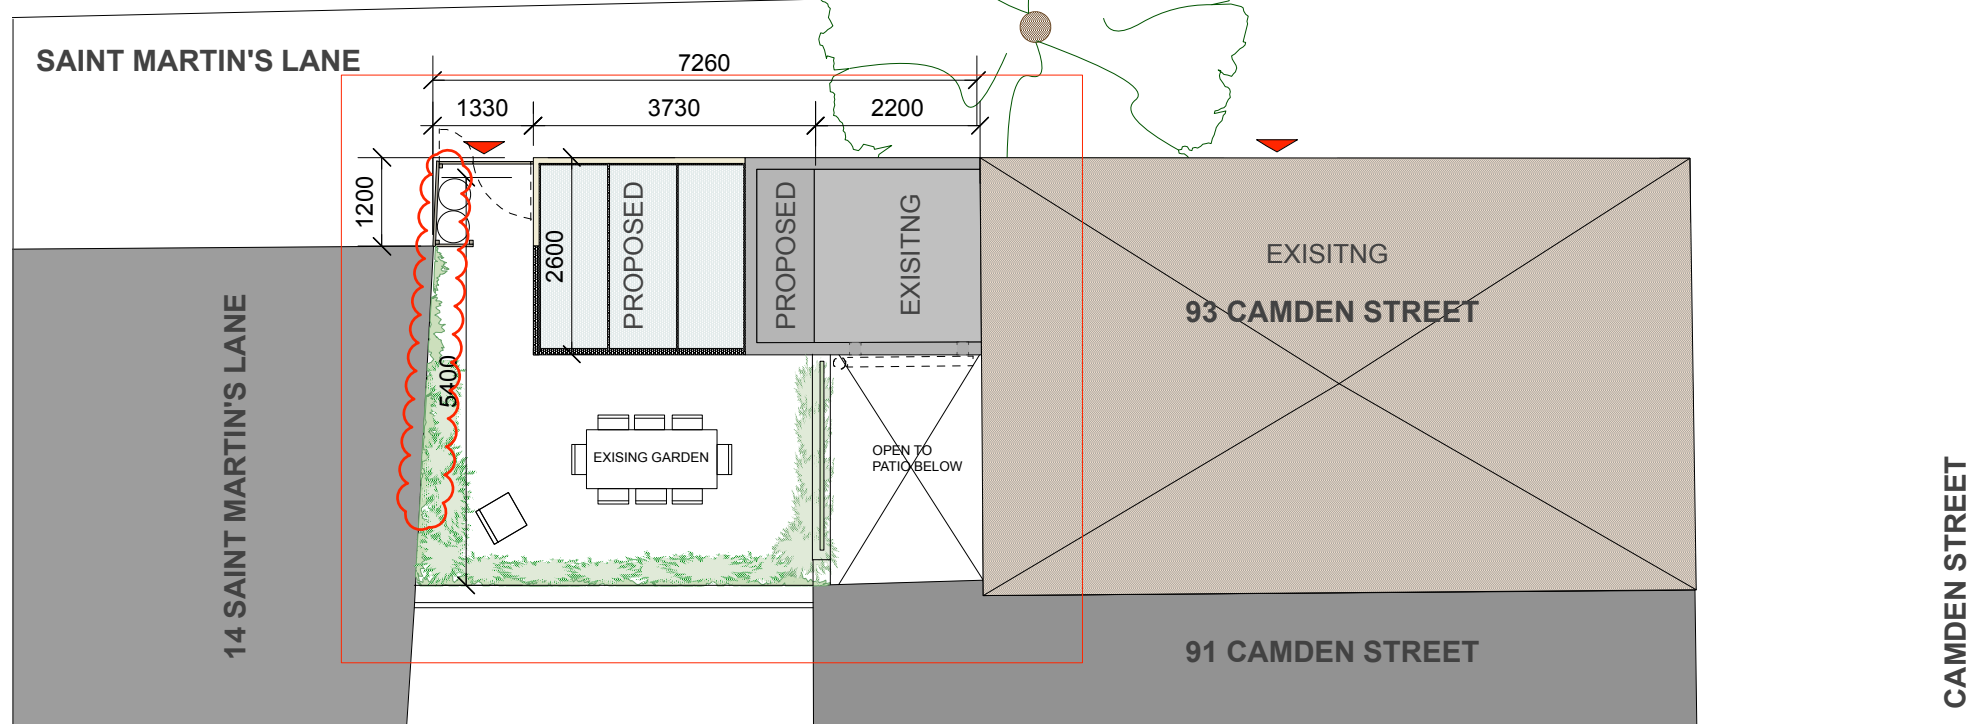 SAINT MARTIN'S LANE
7260
1330
3730
2200
1200
2600
PROPOSED
PROPOSED
EXISITNG
EXISITNG
93 CAMDEN STREET
5400
14 SAINT MARTIN'S LANE
EXISING GARDEN
OPEN TO
PATIO BELOW
91 CAMDEN STREET
CAMDEN STREET